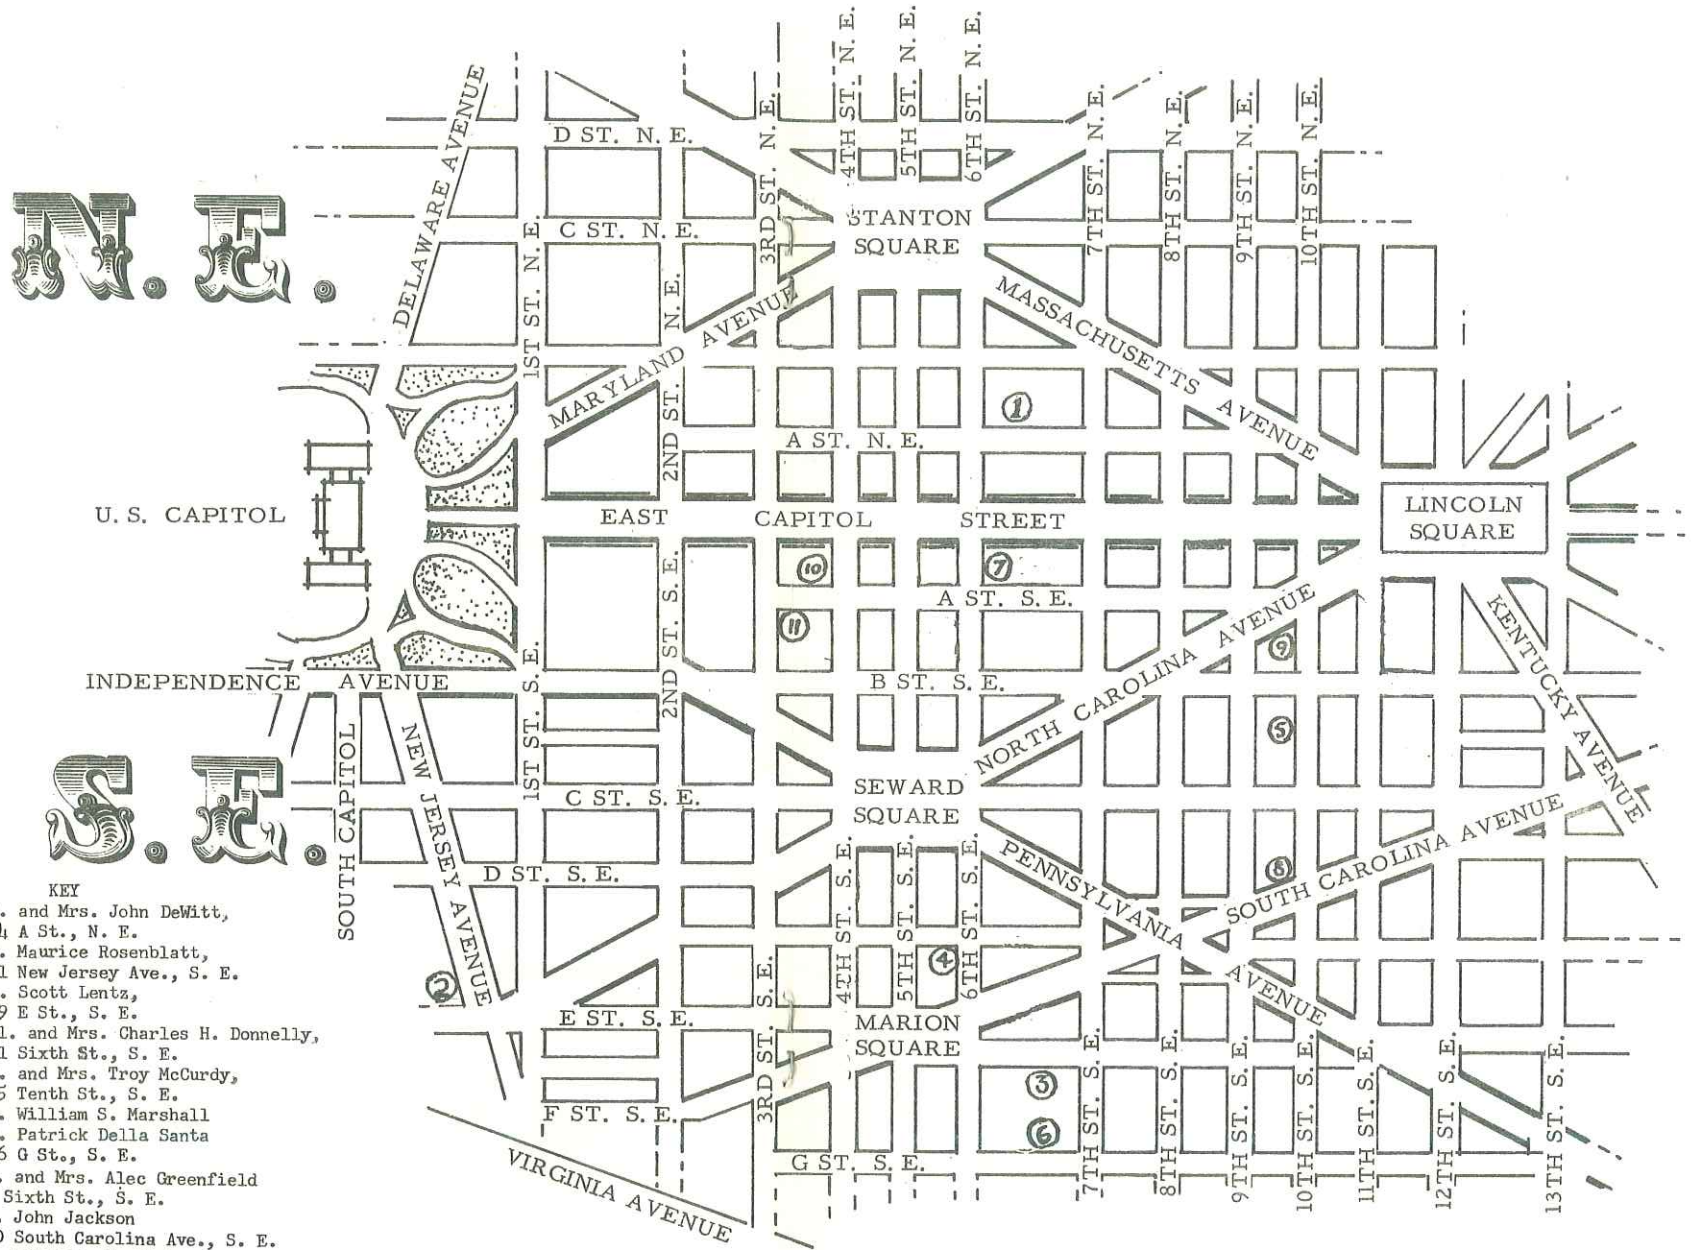 N. E.
S. E.
U. S. CAPITOL
DELAWARE AVENUE
D ST. N. E.
C ST. N. E.
1ST ST. N. E.
2ND ST. N. E.
3RD ST. N. E.
4TH ST. N. E.
5TH ST. N. E.
6TH ST. N. E.
7TH ST. N. E.
8TH ST. N. E.
9TH ST. N. E.
10TH ST. N. E.
STANTON
SQUARE
MARYLAND AVENUE
MASSACHUSETTS AVENUE
1
A ST. N. E.
EAST CAPITOL STREET
LINCOLN
SQUARE
10
7
A ST. S. E.
11
9
5
8
B ST. S. E.
NORTH CAROLINA AVENUE
KENTUCKY AVENUE
INDEPENDENCE AVENUE
SOUTH CAPITOL
NEW JERSEY AVENUE
1ST ST. S. E.
2ND ST. S. E.
C ST. S. E.
SEWARD
SQUARE
D ST. S. E.
PENNSYLVANIA AVENUE
SOUTH CAROLINA AVENUE
2
4
E ST. S. E.
MARION
SQUARE
3
6
F ST. S. E.
G ST. S. E.
VIRGINIA AVENUE
3RD ST. S. E.
4TH ST. S. E.
5TH ST. S. E.
6TH ST. S. E.
7TH ST. S. E.
8TH ST. S. E.
9TH ST. S. E.
10TH ST. S. E.
11TH ST. S. E.
12TH ST. S. E.
13TH ST. S. E.
KEY
. and Mrs. John DeWitt,
4 A St., N. E.
. Maurice Rosenblatt,
1 New Jersey Ave., S. E.
. Scott Lentz,
9 E St., S. E.
l. and Mrs. Charles H. Donnelly,
1 Sixth St., S. E.
. and Mrs. Troy McCurdy,
5 Tenth St., S. E.
. William S. Marshall
. Patrick Della Santa
6 G St., S. E.
. and Mrs. Alec Greenfield
Sixth St., S. E.
. John Jackson
0 South Carolina Ave., S. E.